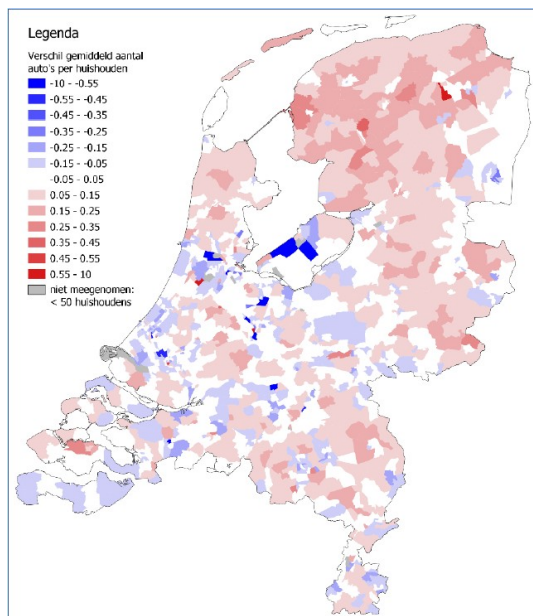 Legenda
Verschil gemiddeld aantal
auto's per huishouden
-10 - -0.55
-0.55 - -0.45
-0.45 - -0.35
-0.35 - -0.25
-0.25 - -0.15
-0.15 - -0.05
-0.05 - 0.05
0.05 - 0.15
0.15 - 0.25
0.25 - 0.35
0.35 - 0.45
0.45 - 0.55
0.55 - 10
niet meegenomen:
< 50 huishoudens